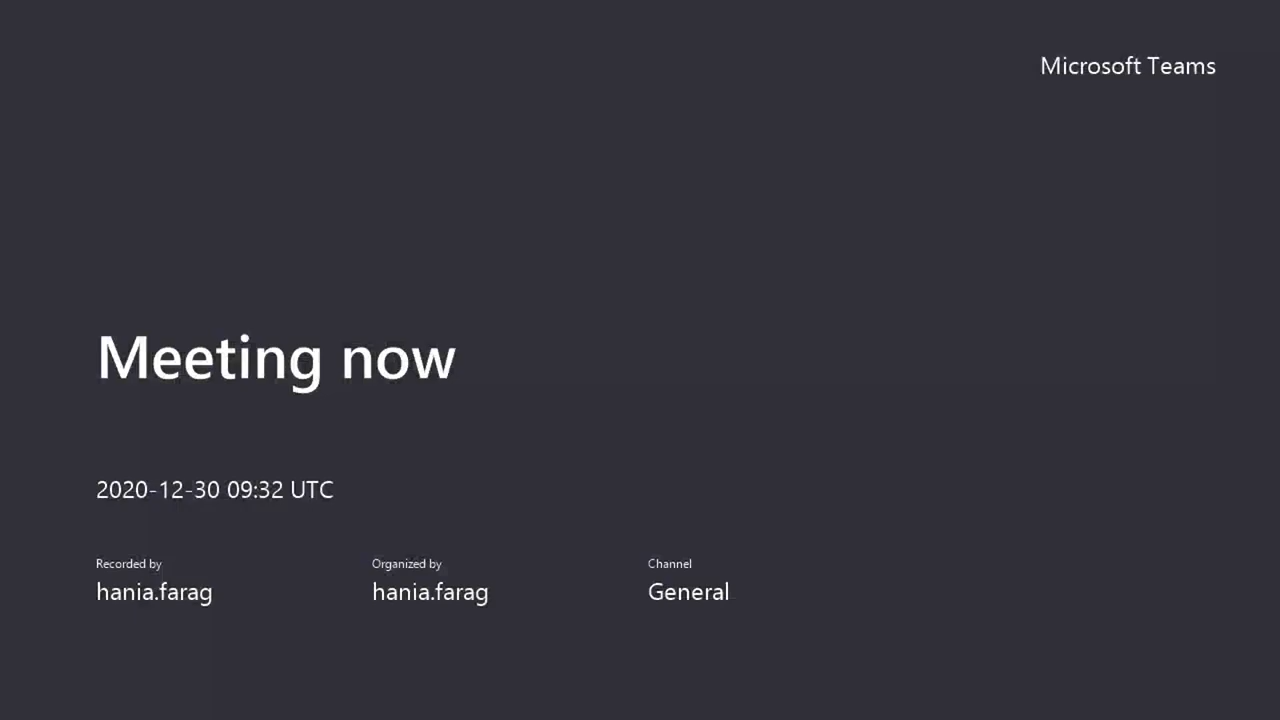 Microsoft Teams
Meeting now
2020-12-30 09:32 UTC
Recorded by
hania.farag
Organized by
hania.farag
Channel
General